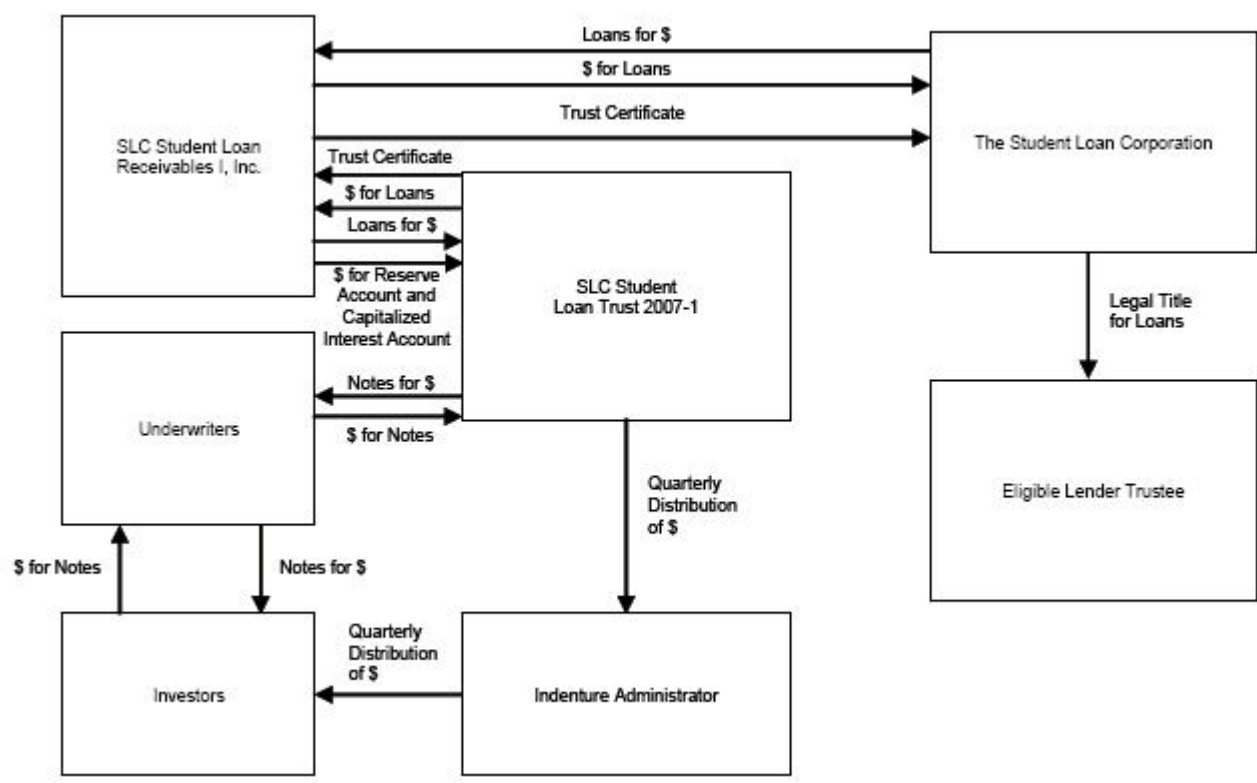 Loans for $
$ for Loans
Trust Certificate
SLC Student Loan
Receivables I, Inc.
The Student Loan Corporation
Trust Certificate
$ for Loans
Loans for $
$ for Reserve
Account and
Capitalized
Interest Account
SLC Student
Loan Trust 2007-1
Legal Title
for Loans
Notes for $
$ for Notes
Underwriters
Quarterly
Distribution
of $
Eligible Lender Trustee
$ for Notes
Notes for $
Quarterly
Distribution
of $
Investors
Indenture Administrator